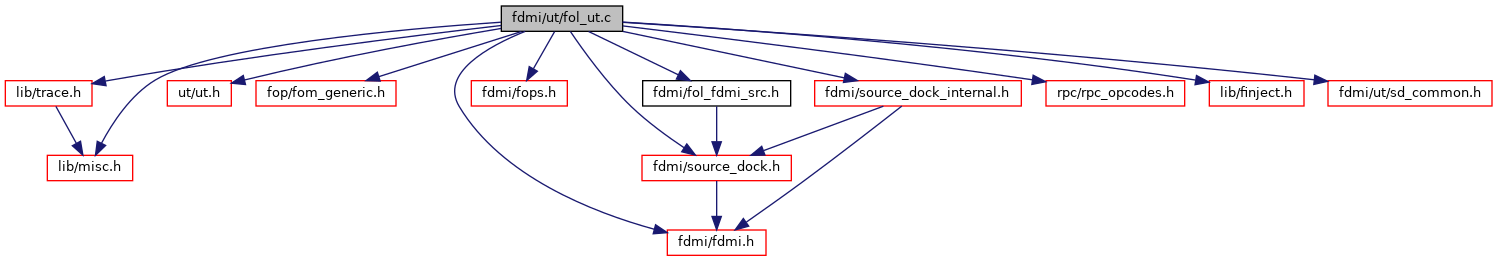 fdmi/ut/fol_ut.c
lib/trace.h
ut/ut.h
fop/fom_generic.h
fdmi/fops.h
fdmi/fol_fdmi_src.h
fdmi/source_dock_internal.h
rpc/rpc_opcodes.h
lib/finject.h
fdmi/ut/sd_common.h
lib/misc.h
fdmi/source_dock.h
fdmi/fdmi.h